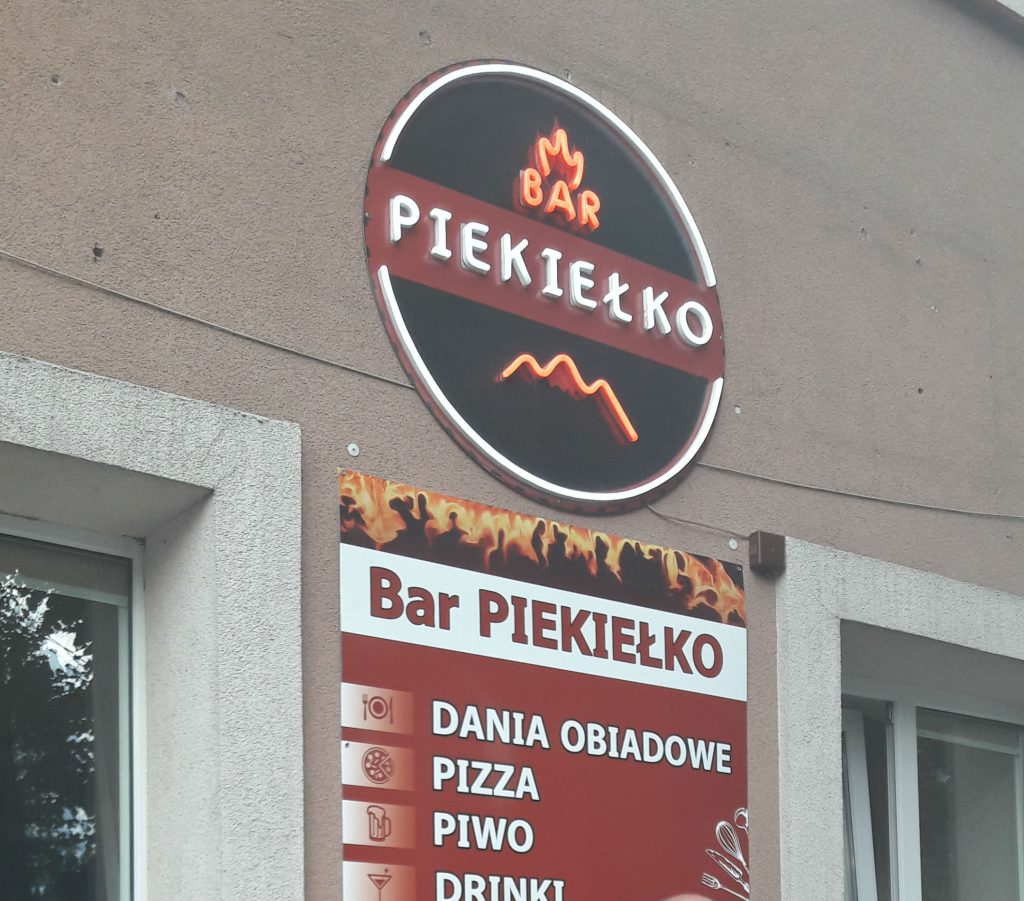 BAR
PIEKIEŁKO
Bar PIEKIEŁKO
DANIA OBIADOWE
PIZZA
PIWO
DRINKI